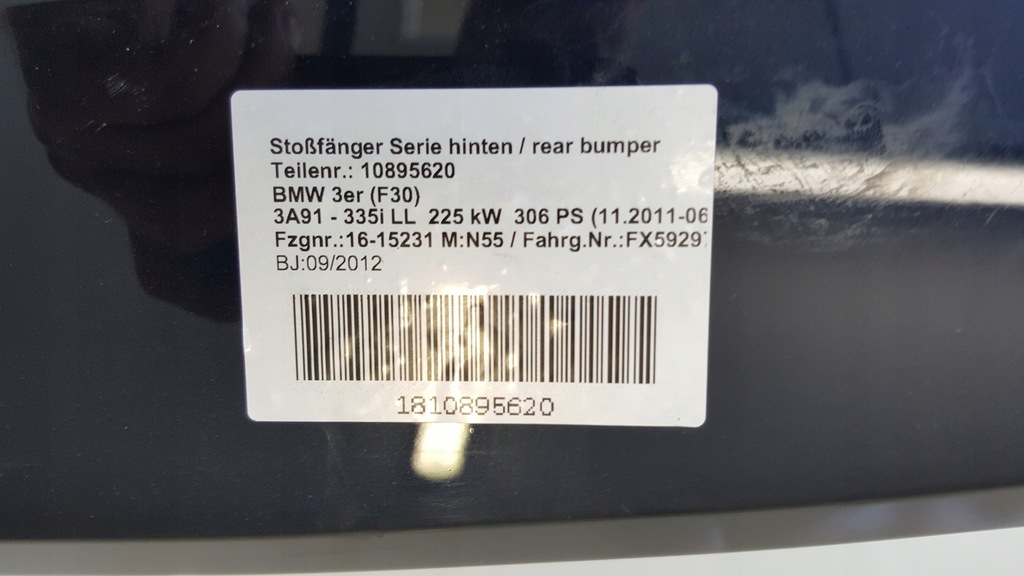 Stoßfänger Serie hinten / rear bumper
Teilenr.: 10895620
BMW 3er (F30)
3A91 - 335i LL 225 kW 306 PS (11.2011-06
Fzgnr.:16-15231 M:N55 / Fahrg.Nr.:FX5929
BJ:09/2012
1810895620